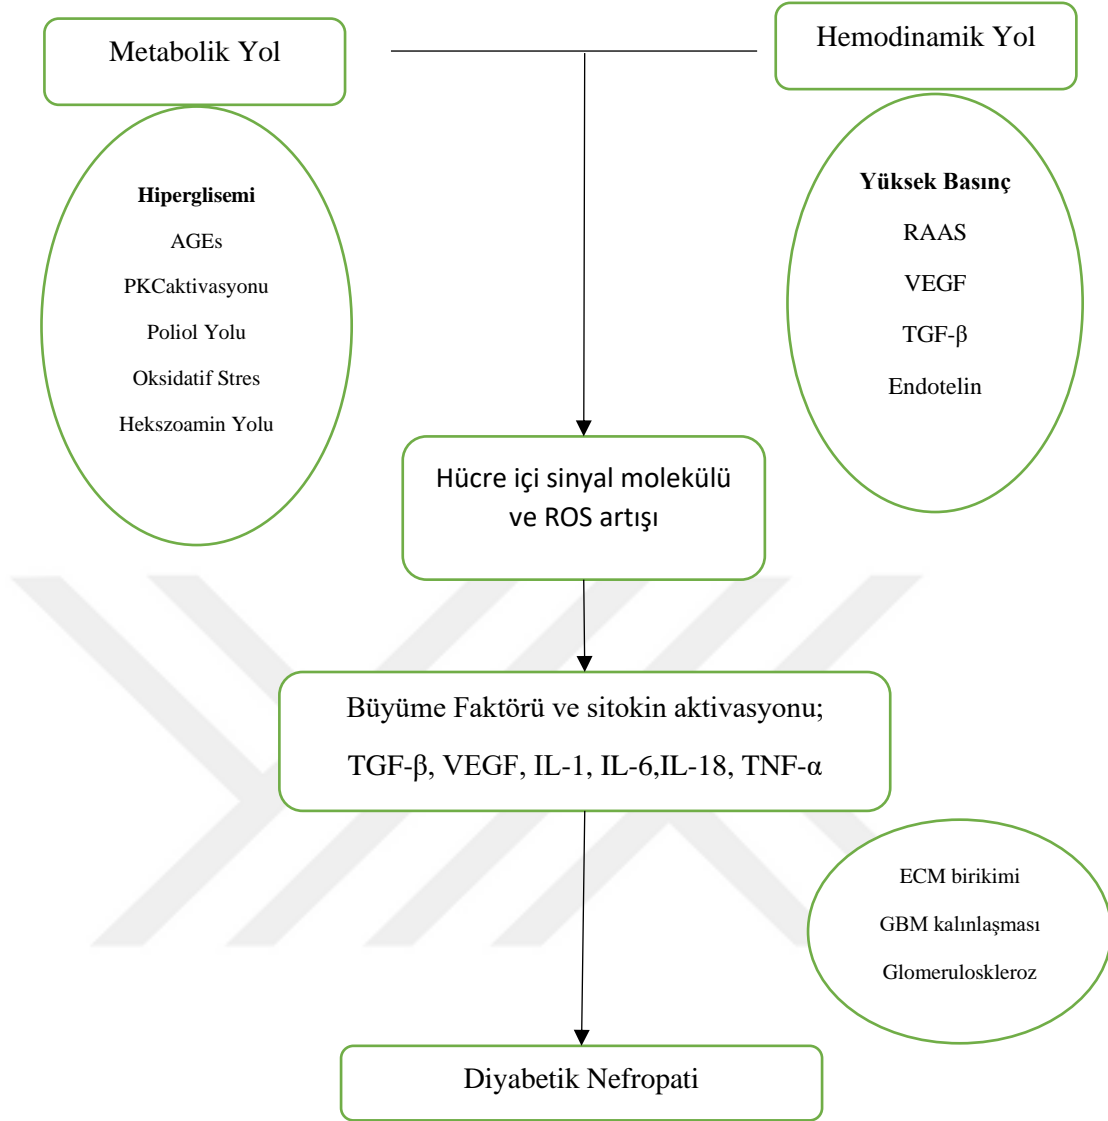 Metabolik Yol
Hemodinamik Yol
Hiperglisemi
AGEs
PKCaktivasyonu
Poliol Yolu
Oksidatif Stres
Hekszoamin Yolu
Yüksek Basınç
RAAS
VEGF
TGF-β
Endotelin
Hücre içi sinyal molekülü
ve ROS artışı
Büyüme Faktörü ve sitokin aktivasyonu;
TGF-β, VEGF, IL-1, IL-6,IL-18, TNF-α
ECM birikimi
GBM kalınlaşması
Glomeruloskleroz
Diyabetik Nefropati